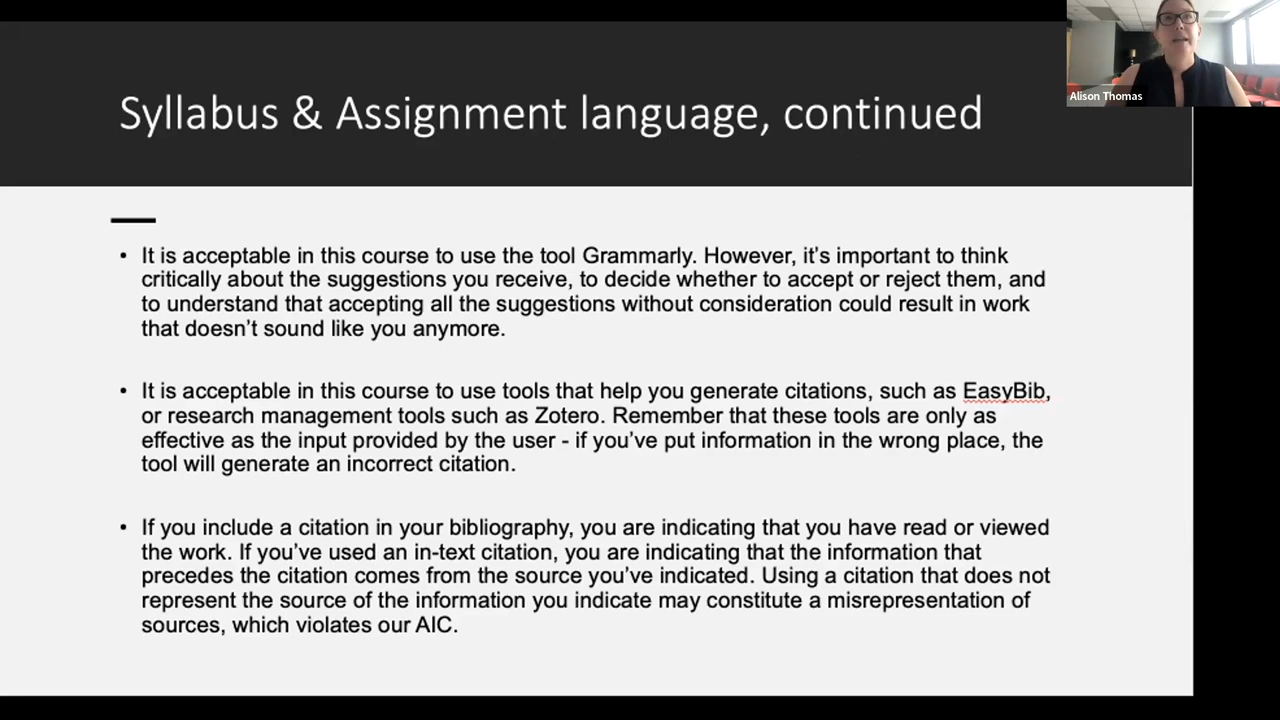 Alison Thomas
Syllabus & Assignment language, continued
• It is acceptable in this course to use the tool Grammarly. However, it’s important to think
critically about the suggestions you receive, to decide whether to accept or reject them, and
to understand that accepting all the suggestions without consideration could result in work
that doesn’t sound like you anymore.
• It is acceptable in this course to use tools that help you generate citations, such as EasyBib,
or research management tools such as Zotero. Remember that these tools are only as
effective as the input provided by the user - if you’ve put information in the wrong place, the
tool will generate an incorrect citation.
• If you include a citation in your bibliography, you are indicating that you have read or viewed
the work. If you’ve used an in-text citation, you are indicating that the information that
precedes the citation comes from the source you’ve indicated. Using a citation that does not
represent the source of the information you indicate may constitute a misrepresentation of
sources, which violates our AIC.